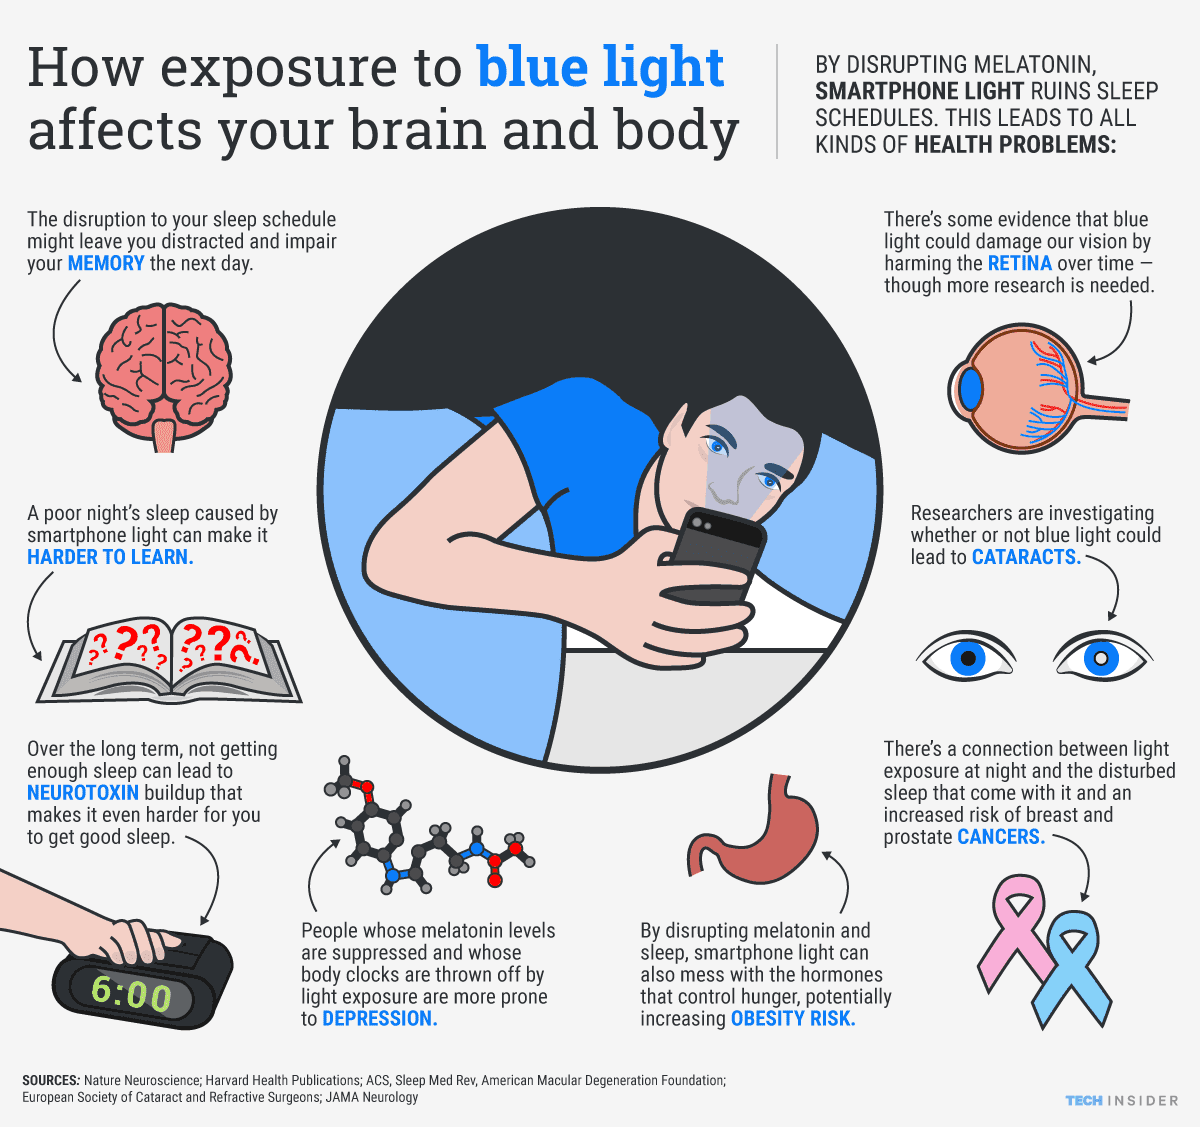 How exposure to blue light
affects your brain and body
BY DISRUPTING MELATONIN,
SMARTPHONE LIGHT RUINS SLEEP
SCHEDULES. THIS LEADS TO ALL
KINDS OF HEALTH PROBLEMS:
The disruption to your sleep schedule
might leave you distracted and impair
your MEMORY the next day.
There's some evidence that blue
light could damage our vision by
harming the RETINA over time —
though more research is needed.
A poor night's sleep caused by
smartphone light can make it
HARDER TO LEARN.
Researchers are investigating
whether or not blue light could
lead to CATARACTS.
???? ???????
Over the long term, not getting
enough sleep can lead to
NEUROTOXIN buildup that
makes it even harder for you
to get good sleep.
There's a connection between light
exposure at night and the disturbed
sleep that come with it and an
increased risk of breast and
prostate CANCERS.
6:00
People whose melatonin levels
are suppressed and whose
body clocks are thrown off by
light exposure are more prone
to DEPRESSION.
By disrupting melatonin and
sleep, smartphone light can
also mess with the hormones
that control hunger, potentially
increasing OBESITY RISK.
SOURCES: Nature Neuroscience; Harvard Health Publications; ACS, Sleep Med Rev, American Macular Degeneration Foundation;
European Society of Cataract and Refractive Surgeons; JAMA Neurology
TECH INSIDER